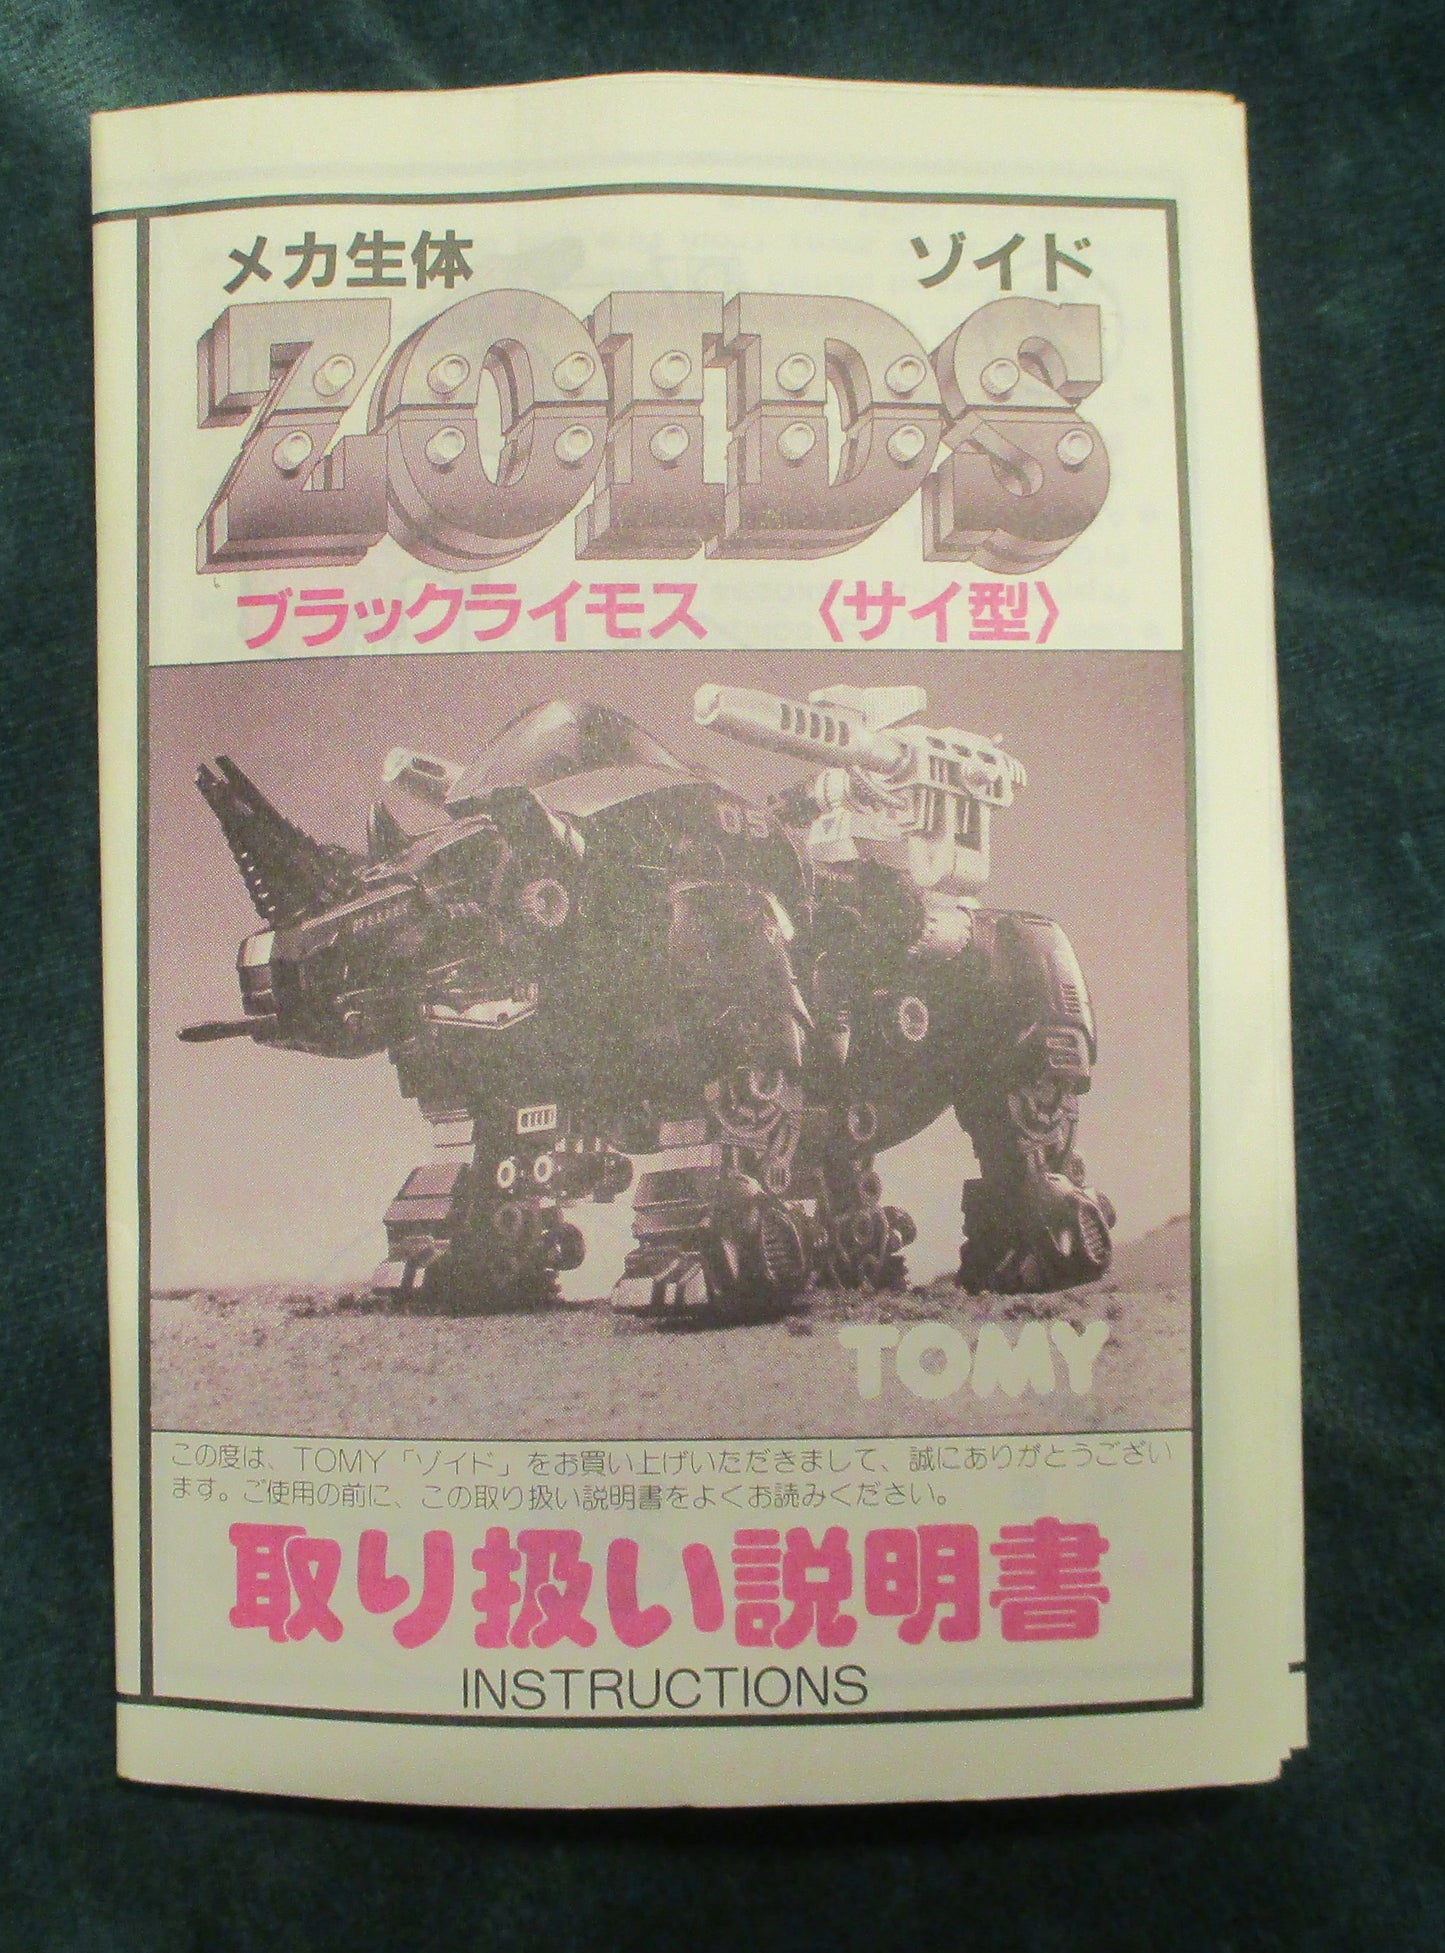 メカ生体 ゾイド
ZOIDS
ブラックライモス 〈サイ型〉
05
TOMY
この度は、TOMY「ゾイド」をお買い上げいただきまして、誠にありがとうござい
ます。ご使用の前に、この取り扱い説明書をよくお読みください。
取り扱い説明書
INSTRUCTIONS